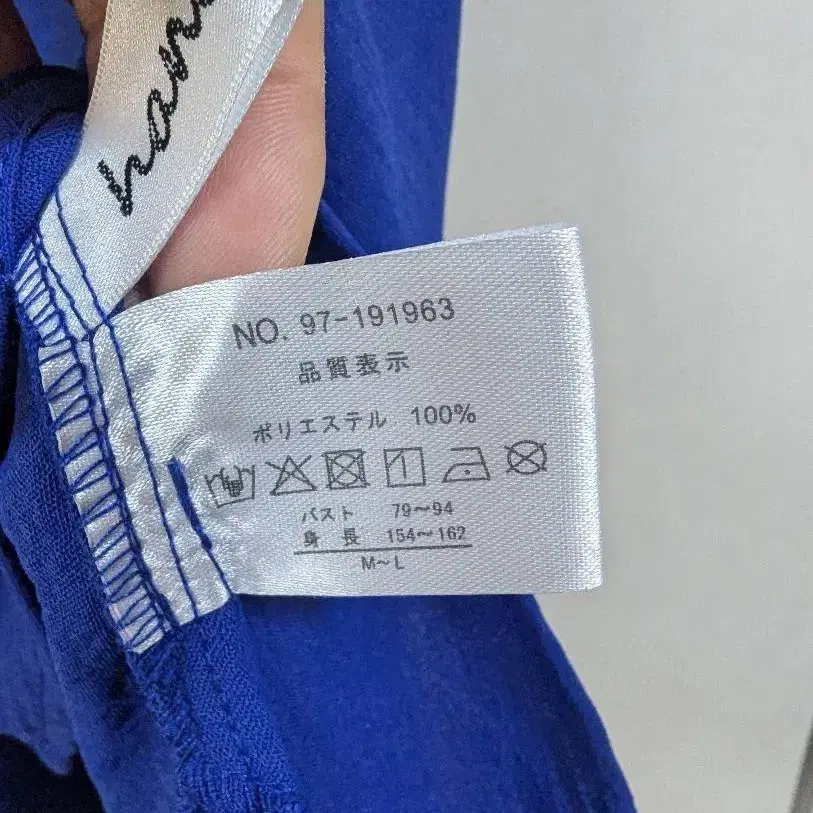 NO. 97-191963
品質表示
ポリエステル 100%
バスト 79〜94
身長 154〜162
M〜L